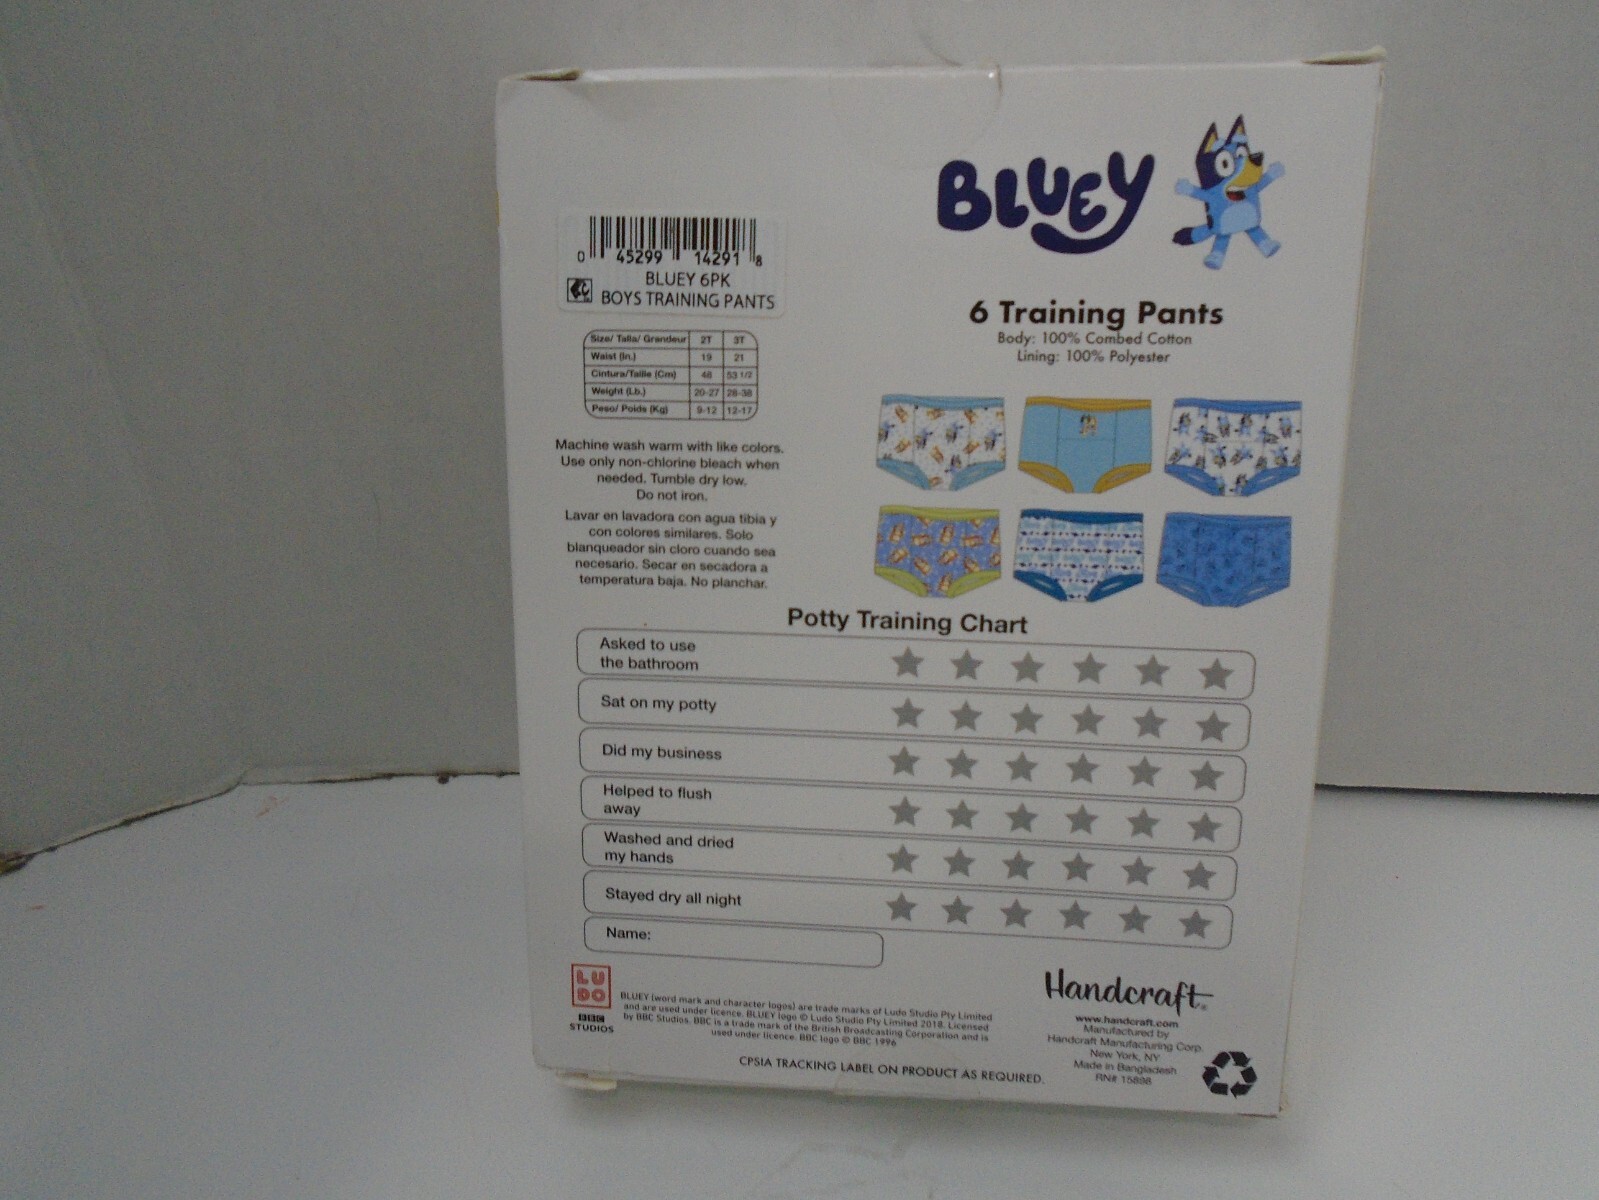 BLUEY
0 45299 14291 8
BLUEY 6PK
BOYS TRAINING PANTS
6 Training Pants
Body: 100% Combed Cotton
Lining: 100% Polyester
Size/ Talla/ Grandeur 2T 3T
Waist (In.) 19 21
Cintura/Taille (Cm) 48 53 1/2
Weight (Lb.) 20-27 28-38
Peso/ Poids (Kg) 9-12 12-17
Machine wash warm with like colors.
Use only non-chlorine bleach when
needed. Tumble dry low.
Do not iron.
Lavar en lavadora con agua tibia y
con colores similares. Solo
blanqueador sin cloro cuando sea
necesario. Secar en secadora a
temperatura baja. No planchar.
Potty Training Chart
Asked to use
the bathroom
Sat on my potty
Did my business
Helped to flush
away
Washed and dried
my hands
Stayed dry all night
Name:
LU
DO
BBC
STUDIOS
BLUEY (word mark and character logos) are trade marks of Ludo Studio Pty Limited
and are used under licence. BLUEY logo © Ludo Studio Pty Limited 2018. Licensed
by BBC Studios. BBC is a trade mark of the British Broadcasting Corporation and is
used under licence. BBC logo © BBC 1996
CPSIA TRACKING LABEL ON PRODUCT AS REQUIRED.
Handcraft
www.handcraft.com
Manufactured by
Handcraft Manufacturing Corp.
New York, NY
Made in Bangladesh
RN# 15898